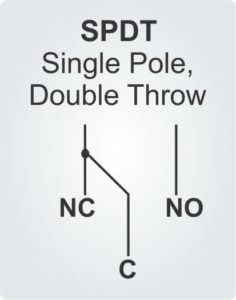 SPDT
Single Pole,
Double Throw
NC NO
C